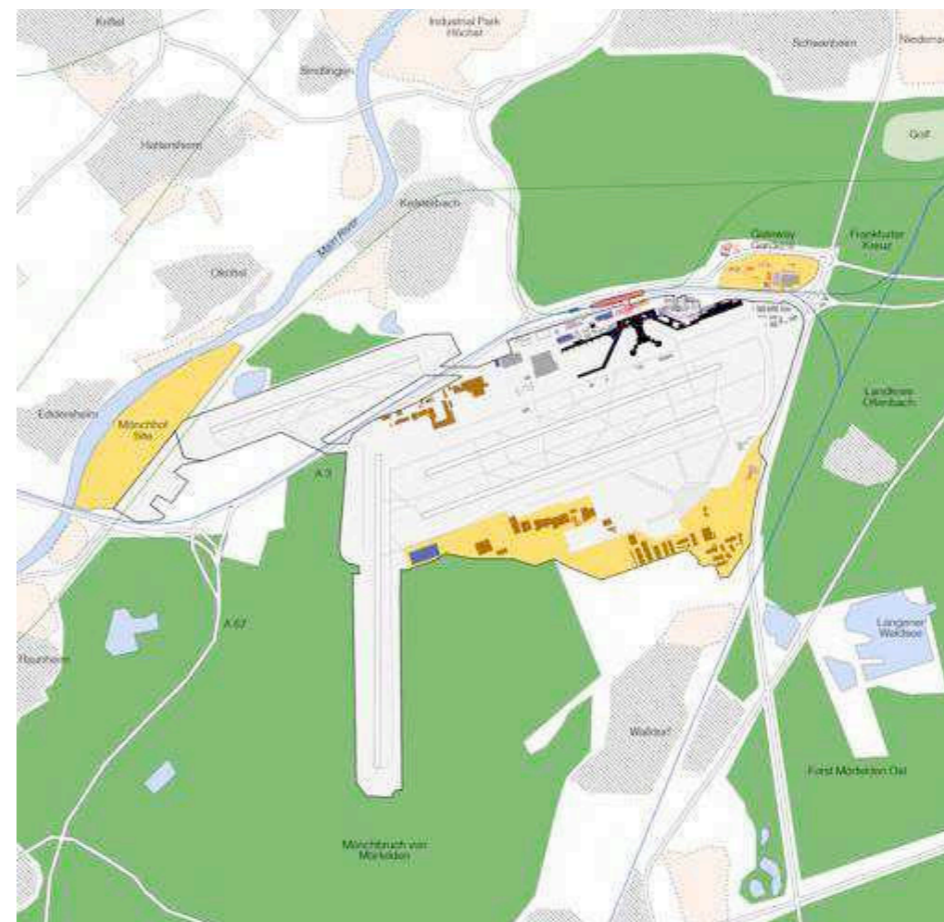 Kriftel
Industrial Park
Höchst
Sindlingen
Schwanheim
Golf
Hattersheim
Kelsterbach
Main River
Gateway
Gardens
Frankfurter
Kreuz
Okriftel
Eddersheim
Mönchhof
Site
Landkreis
Offenbach
A 3
A 67
Raunheim
Langener
Waldsee
Walldorf
Forst Mörfelden Ost
Mönchbruch von
Mörfelden